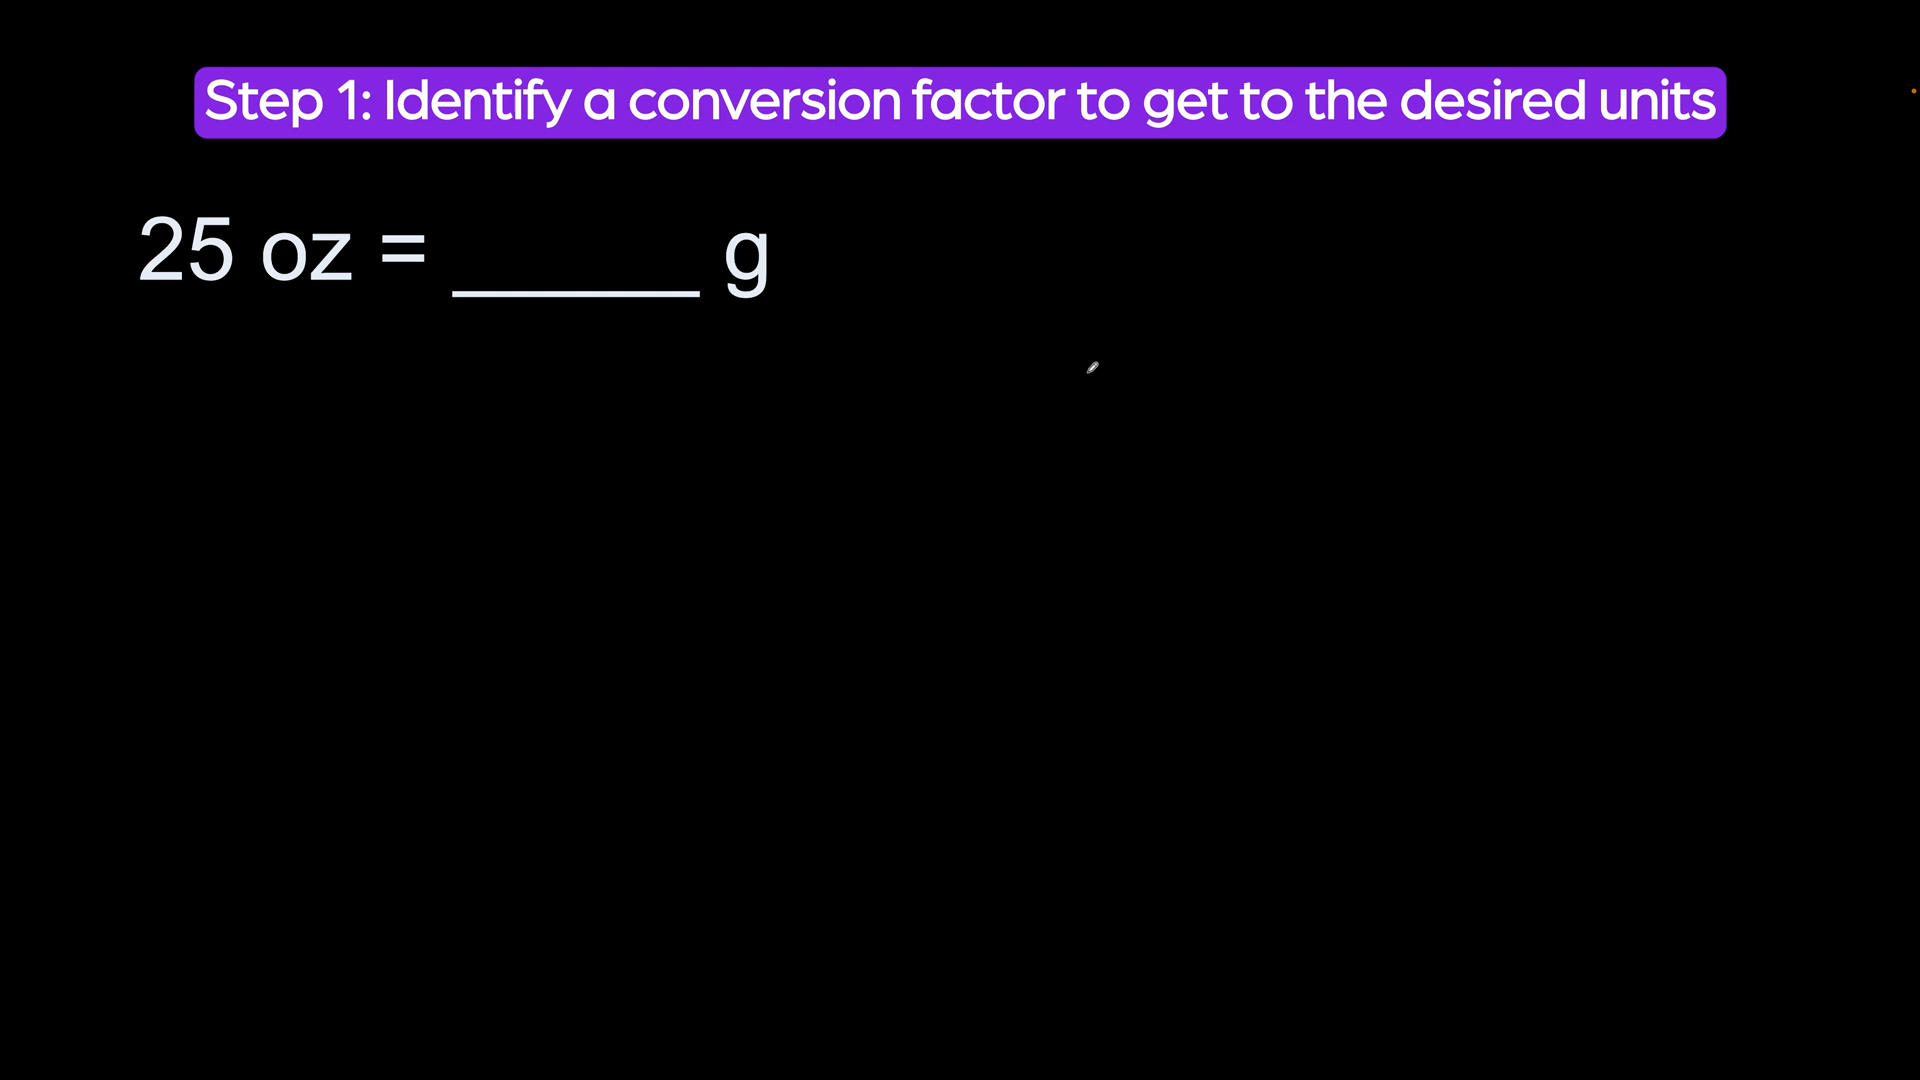 Step 1: Identify a conversion factor to get to the desired units
25 oz = ______ g